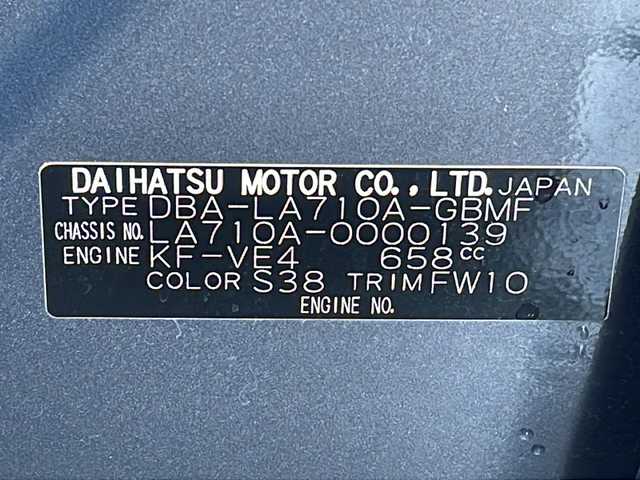 DAIHATSU MOTOR CO., LTD. JAPAN
TYPE DBA-LA710A-GBMF
CHASSIS NO. LA710A-0000139
ENGINE KF-VE4 658cc
COLOR S38 TRIM FW10
ENGINE NO.